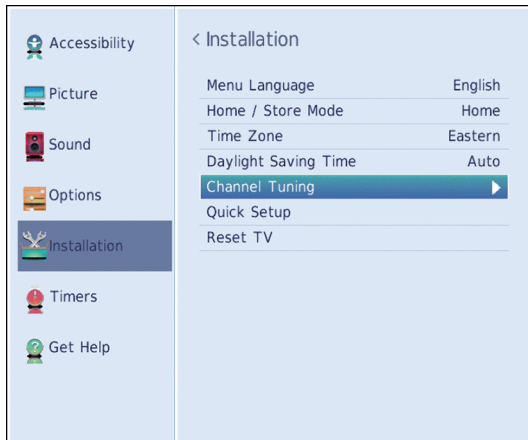 Accessibility
Picture
Sound
Options
Installation
Timers
Get Help
< Installation
Menu Language English
Home / Store Mode Home
Time Zone Eastern
Daylight Saving Time Auto
Channel Tuning
Quick Setup
Reset TV